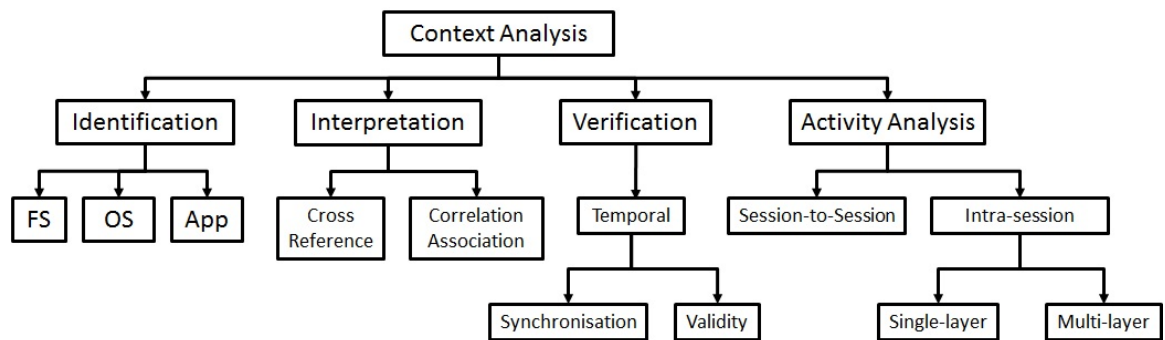 Context Analysis
Identification
Interpretation
Verification
Activity Analysis
FS
OS
App
Cross
Reference
Correlation
Association
Temporal
Session-to-Session
Intra-session
Synchronisation
Validity
Single-layer
Multi-layer